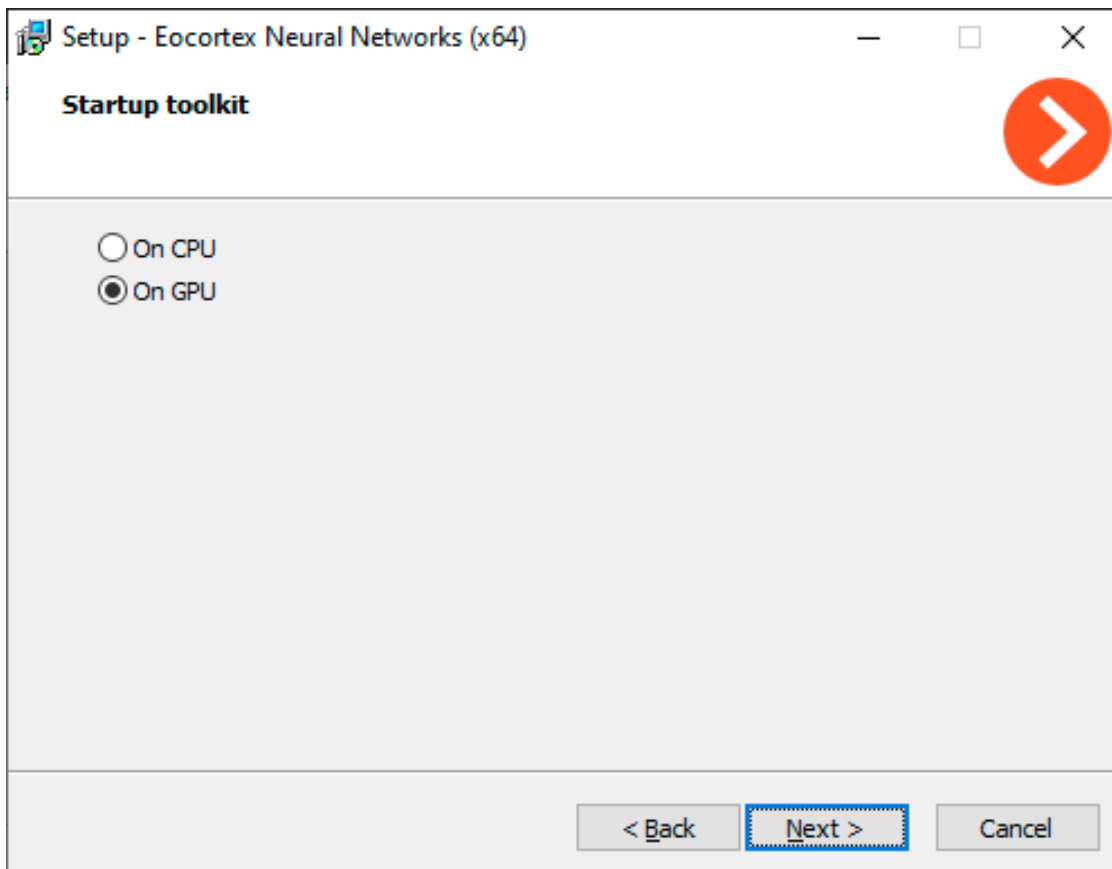 Setup - Eocortex Neural Networks (x64)
Startup toolkit
On CPU
On GPU
< Back
Next >
Cancel